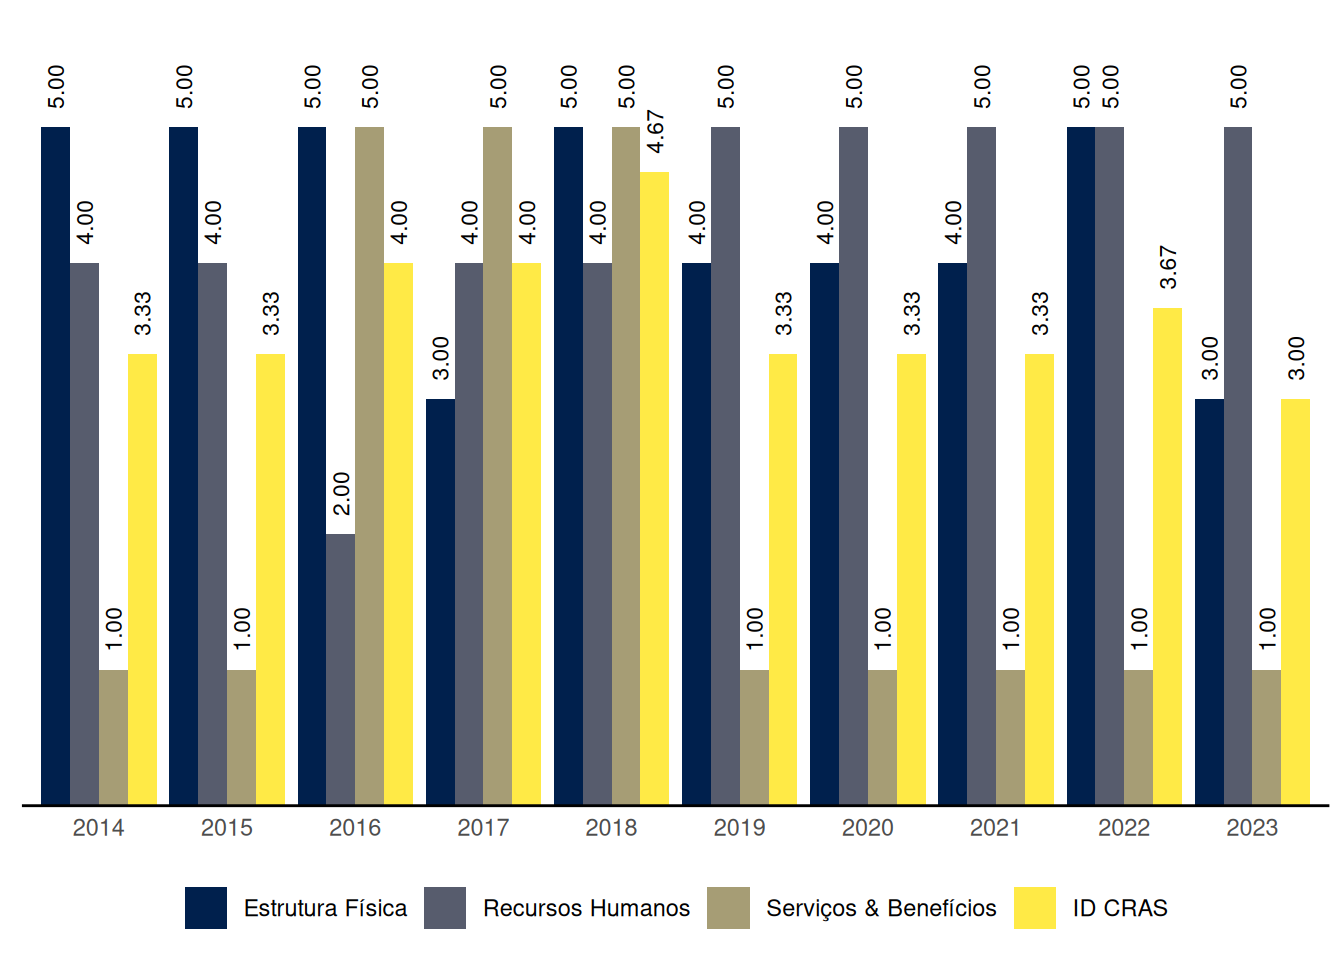 5.00 4.00 1.00 3.33 5.00 4.00 1.00 3.33 5.00 2.00 5.00 4.00 3.00 4.00 5.00 4.00 5.00 4.00 5.00 4.67 4.00 5.00 1.00 3.33 4.00 5.00 1.00 3.33 4.00 5.00 1.00 3.33 5.00 5.00 1.00 3.67 3.00 5.00 1.00 3.00
2014 2015 2016 2017 2018 2019 2020 2021 2022 2023
Estrutura Física Recursos Humanos Serviços & Benefícios ID CRAS